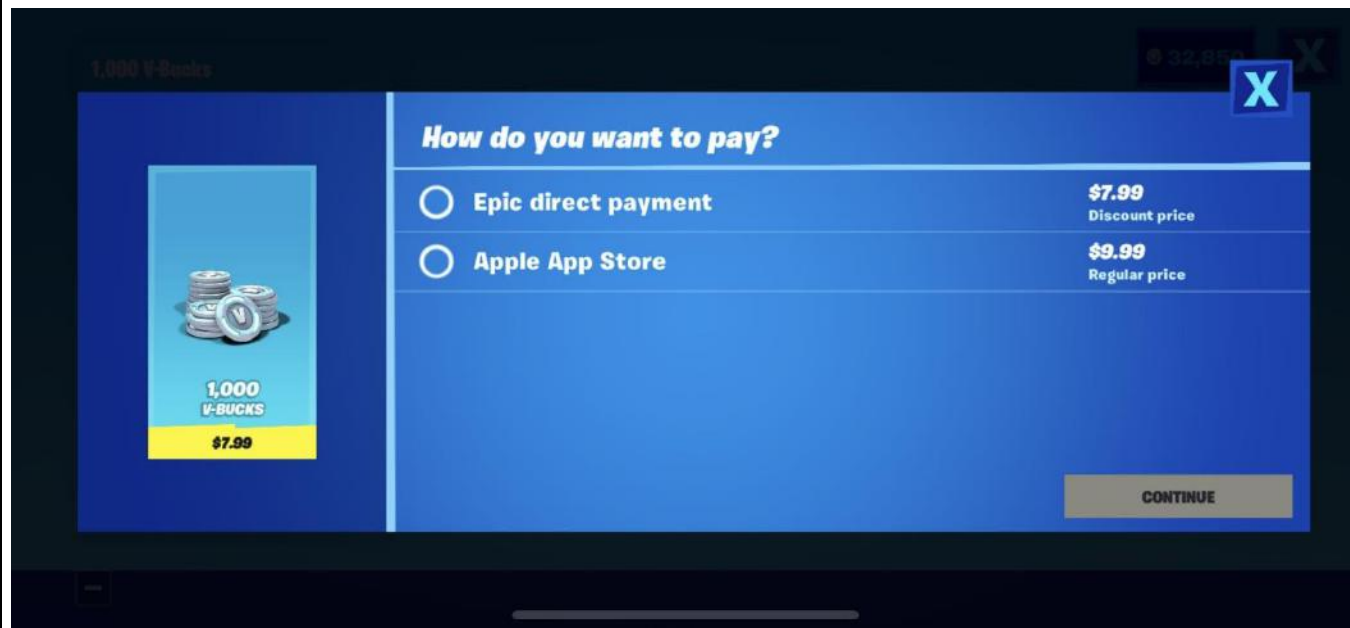 1,000 V-Bucks
X
How do you want to pay?
Epic direct payment
$7.99
Discount price
Apple App Store
$9.99
Regular price
V
1,000
V-BUCKS
$7.99
CONTINUE